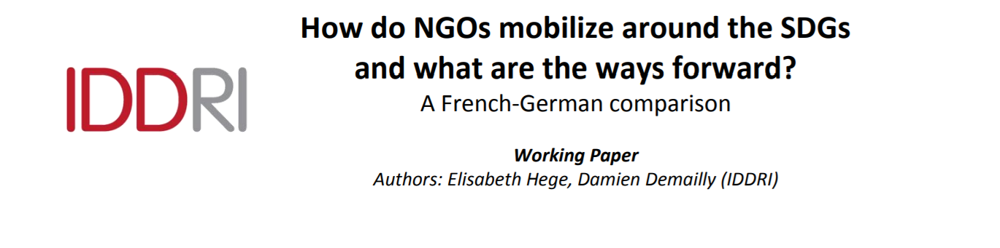 How do NGOs mobilize around the SDGs
and what are the ways forward?
IDDRI
A French-German comparison
Working Paper
Authors: Elisabeth Hege, Damien Demailly (IDDRI)